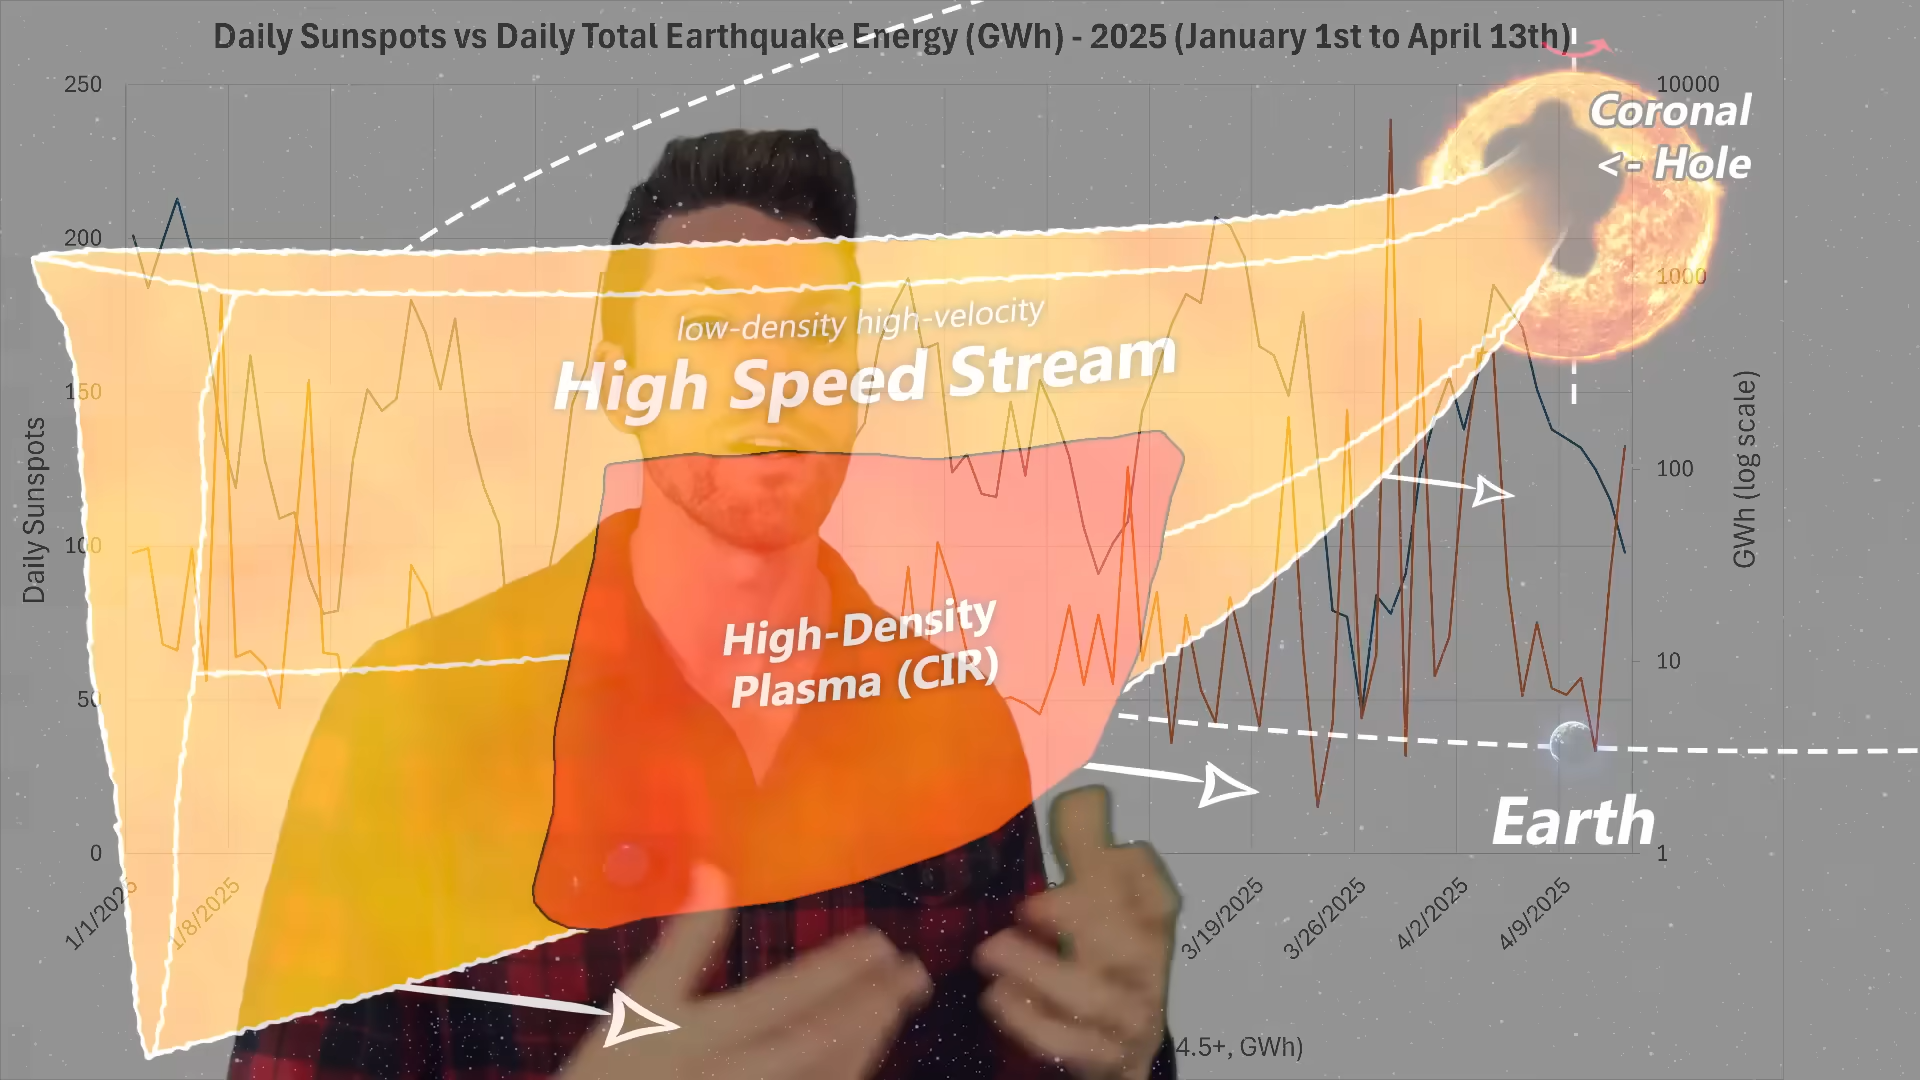 Daily Sunspots vs Daily Total Earthquake Energy (GWh) - 2025 (January 1st to April 13th)
250
200
150
100
50
0
Daily Sunspots
10000
1000
100
10
1
GWh (log scale)
Coronal
<- Hole
low-density high-velocity
High Speed Stream
High-Density
Plasma (CIR)
Earth
1/1/2025
1/8/2025
3/19/2025
3/26/2025
4/2/2025
4/9/2025
4.5+, GWh)